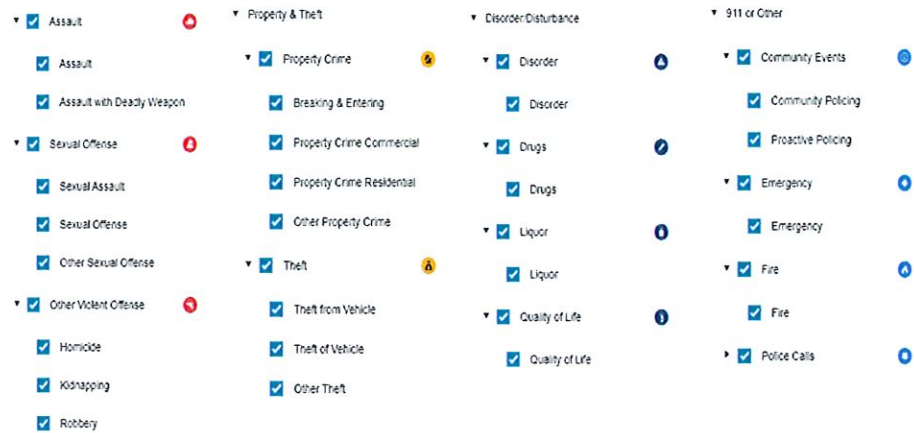 Assault
Assault
Assault with Deadly Weapon
Sexual Offense
Sexual Assault
Sexual Offense
Other Sexual Offense
Other Violent Offense
Homicide
Kidnapping
Robbery
Property & Theft
Property Crime
Breaking & Entering
Property Crime Commercial
Property Crime Residential
Other Property Crime
Theft
Theft from Vehicle
Theft of Vehicle
Other Theft
Disorder/Disturbance
Disorder
Disorder
Drugs
Drugs
Liquor
Liquor
Quality of Life
Quality of Life
911 or Other
Community Events
Community Policing
Proactive Policing
Emergency
Emergency
Fire
Fire
Police Calls